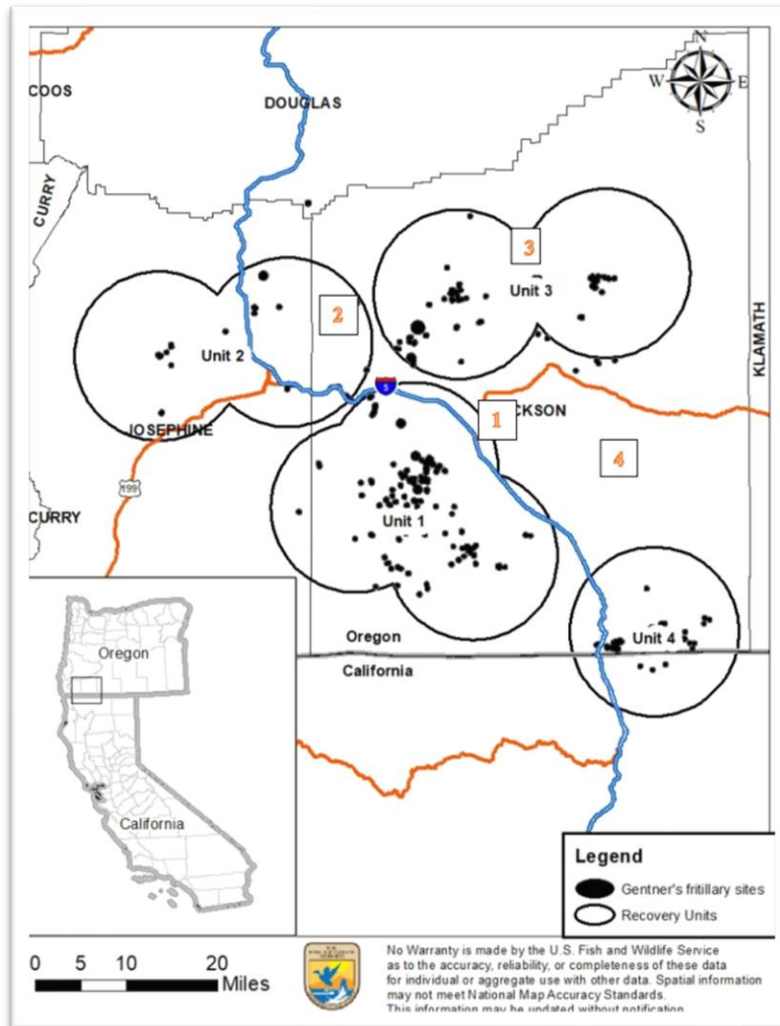 N
W E
S
COOS
DOUGLAS
CURRY
3
Unit 3
KLAMATH
2
Unit 2
5
1
CKSON
JOSEPHINE
4
199
CURRY
Unit 1
Oregon
California
Unit 4
Oregon
California
Legend
Gentner's fritillary sites
Recovery Units
0 5 10 20
Miles
No Warranty is made by the U.S. Fish and Wildlife Service
as to the accuracy, reliability, or completeness of these data
for individual or aggregate use with other data. Spatial information
may not meet National Map Accuracy Standards.
This information may be updated without notification